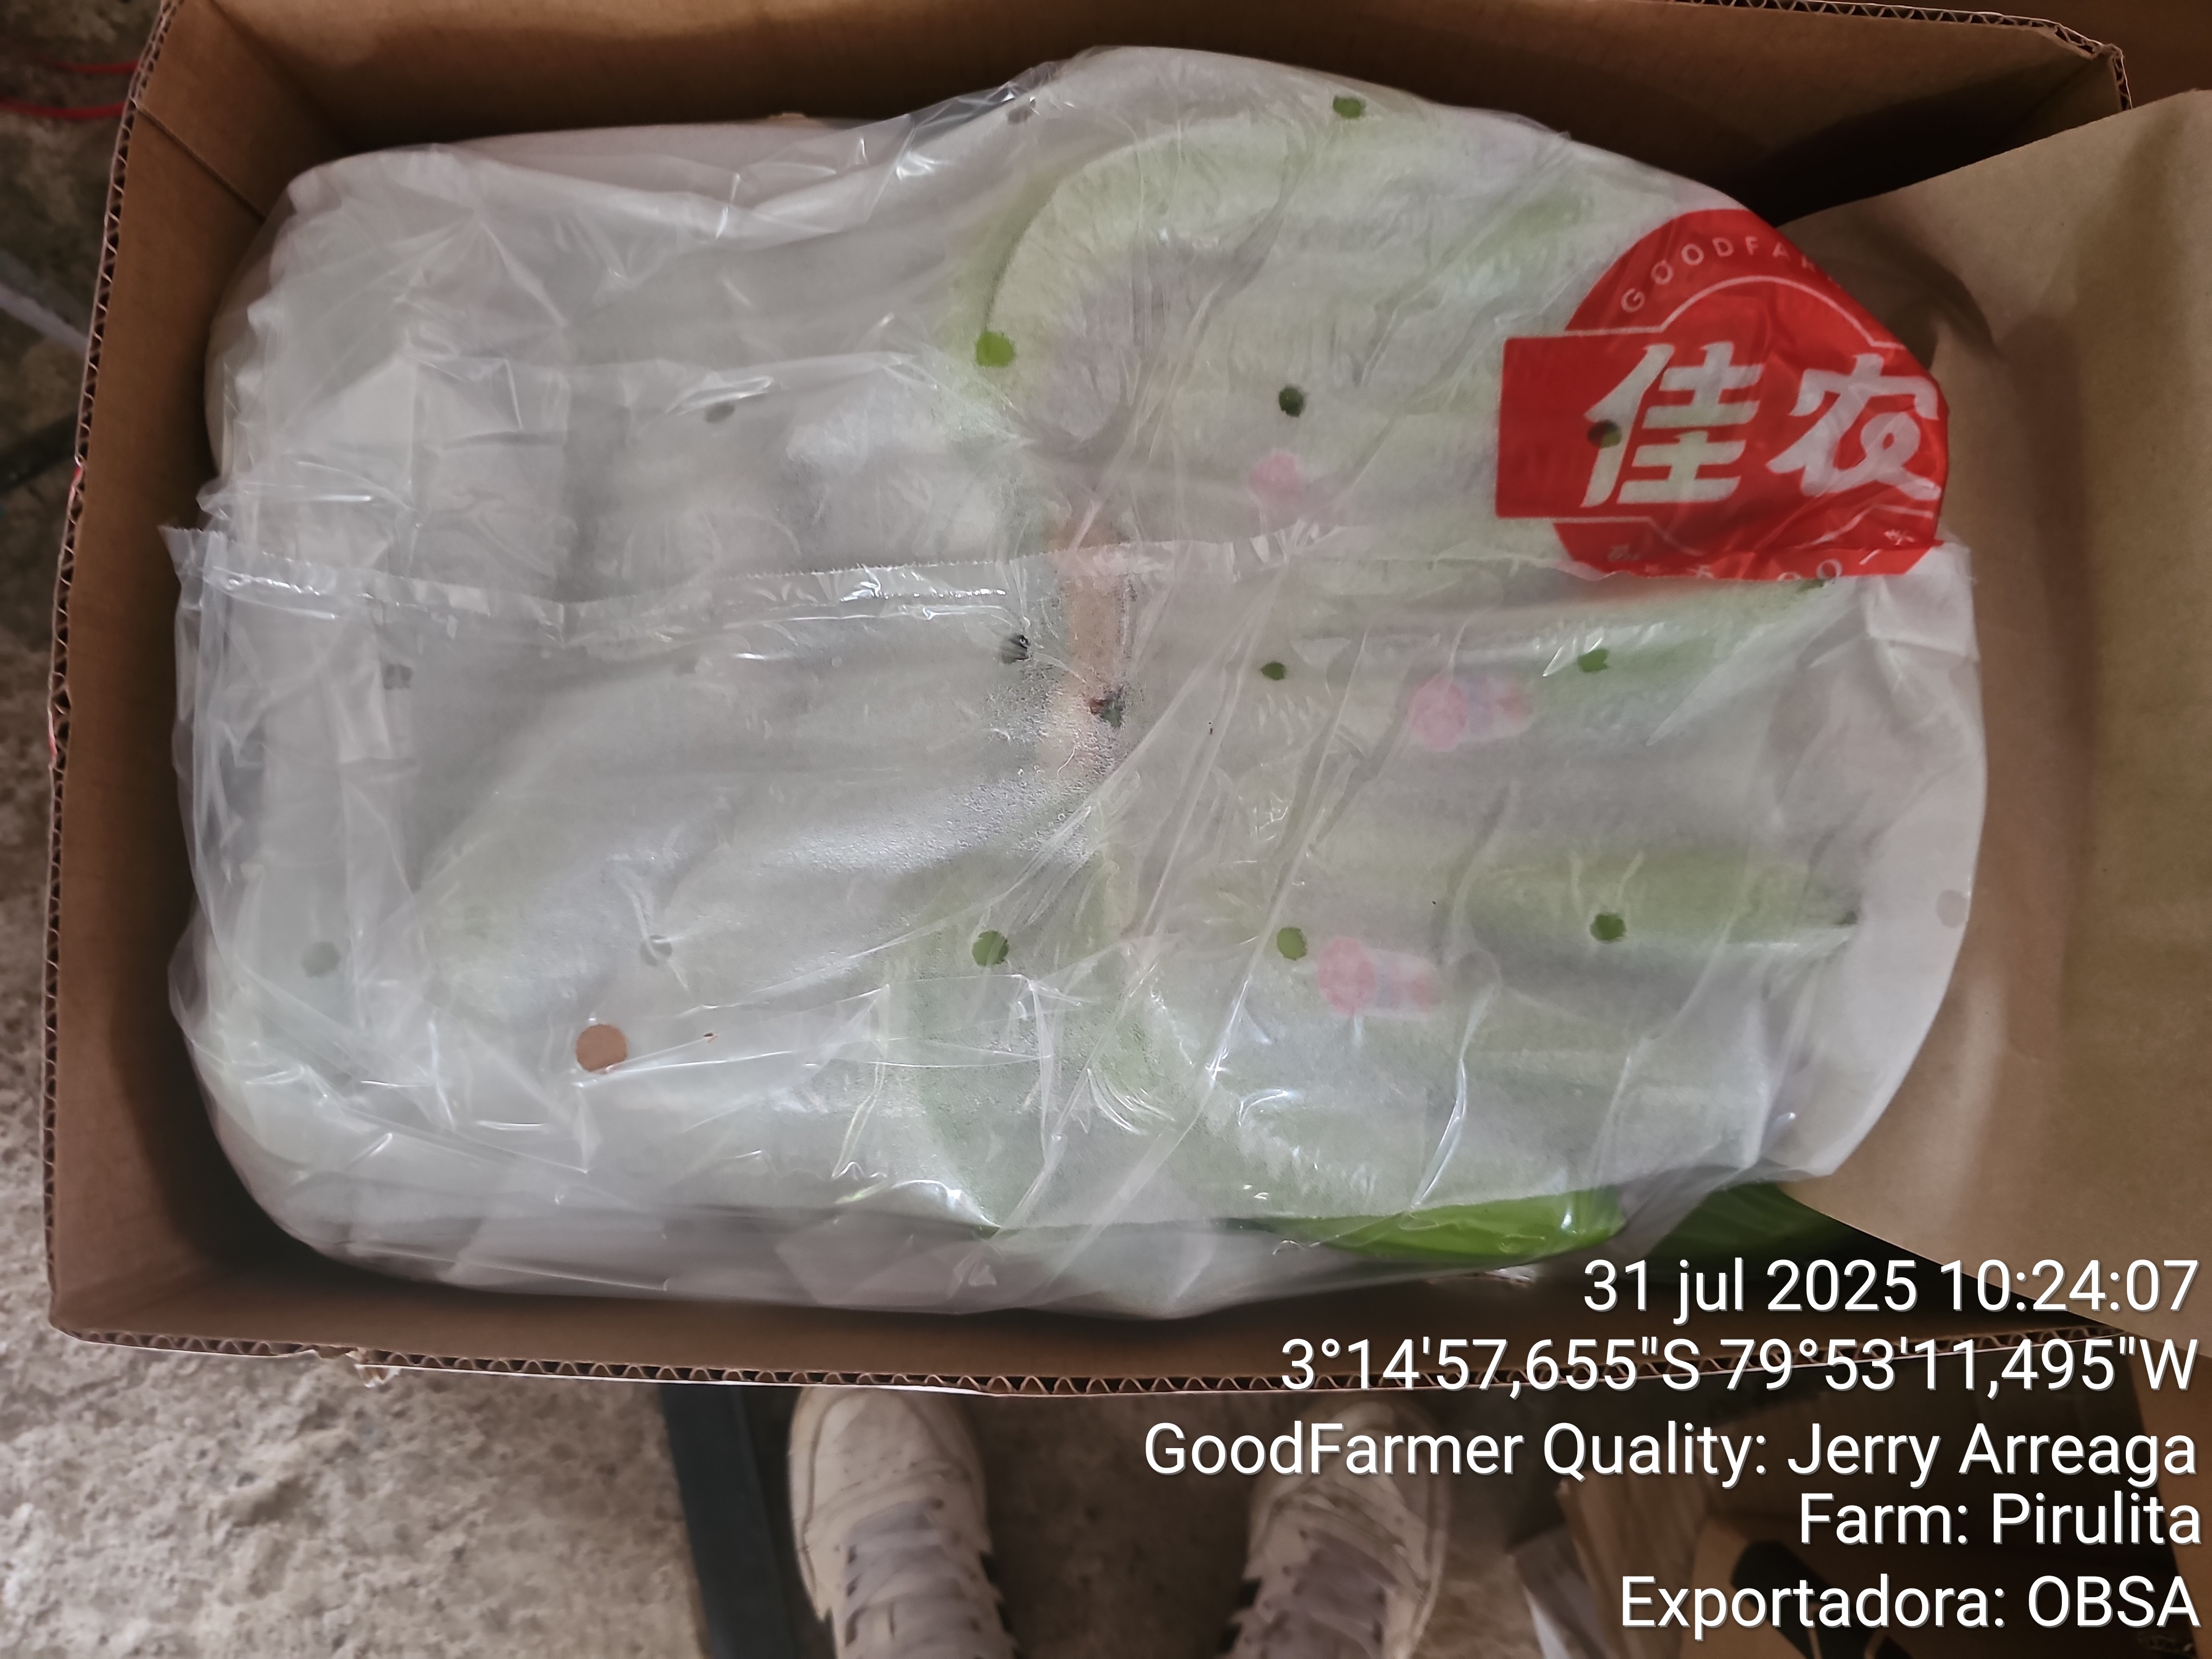 GOODFA
佳农
31 jul 2025 10:24:07
3°14'57,655"S 79°53'11,495"W
GoodFarmer Quality: Jerry Arreaga
Farm: Pirulita
Exportadora: OBSA